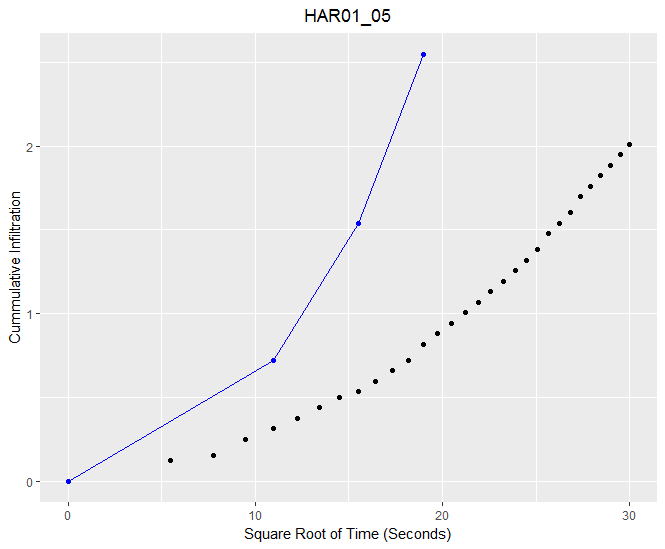 HAR01_05
Cummulative Infiltration
2
1
0
0
10
20
30
Square Root of Time (Seconds)